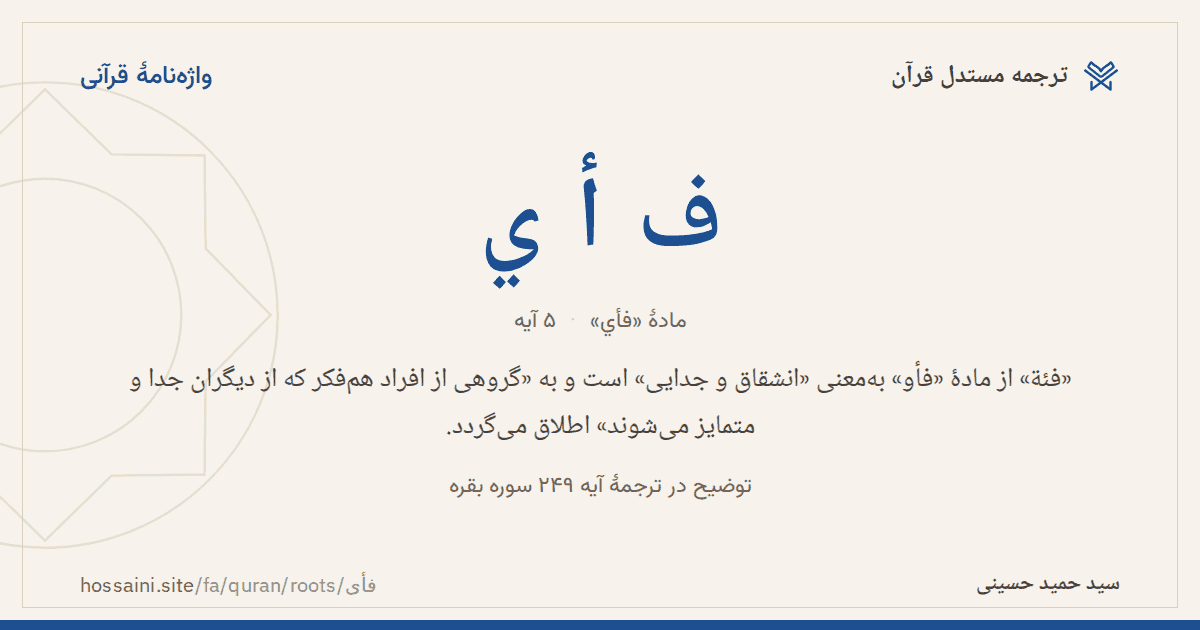 ترجمه مستدل قرآن
واژه‌نامهٔ قرآنی
ف أ ي
مادهٔ «فأي» · ۵ آیه
«فئة» از مادهٔ «فأو» به‌معنی «انشقاق و جدایی» است و به «گروهی از افراد هم‌فکر که از دیگران جدا و
متمایز می‌شوند» اطلاق می‌گردد.
توضیح در ترجمهٔ آیه ۲۴۹ سوره بقره
سید حمید حسینی
hossaini.site/fa/quran/roots/فأی